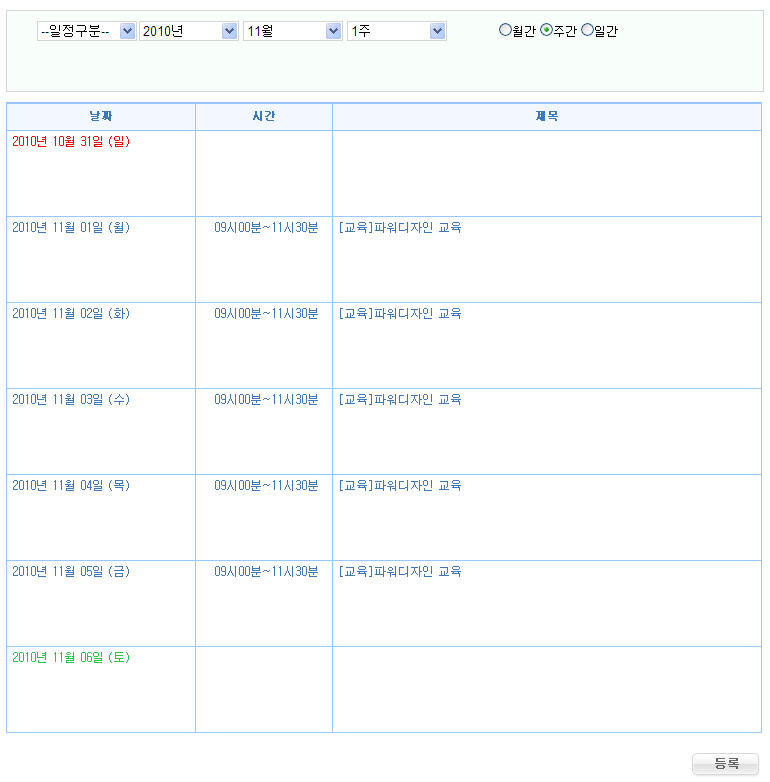 --일정구분-- 2010년 11월 1주 월간 주간 일간
날짜 시간 제목
2010년 10월 31일 (일)
2010년 11월 01일 (월) 09시00분~11시30분 [교육]파워디자인 교육
2010년 11월 02일 (화) 09시00분~11시30분 [교육]파워디자인 교육
2010년 11월 03일 (수) 09시00분~11시30분 [교육]파워디자인 교육
2010년 11월 04일 (목) 09시00분~11시30분 [교육]파워디자인 교육
2010년 11월 05일 (금) 09시00분~11시30분 [교육]파워디자인 교육
2010년 11월 06일 (토)
등록